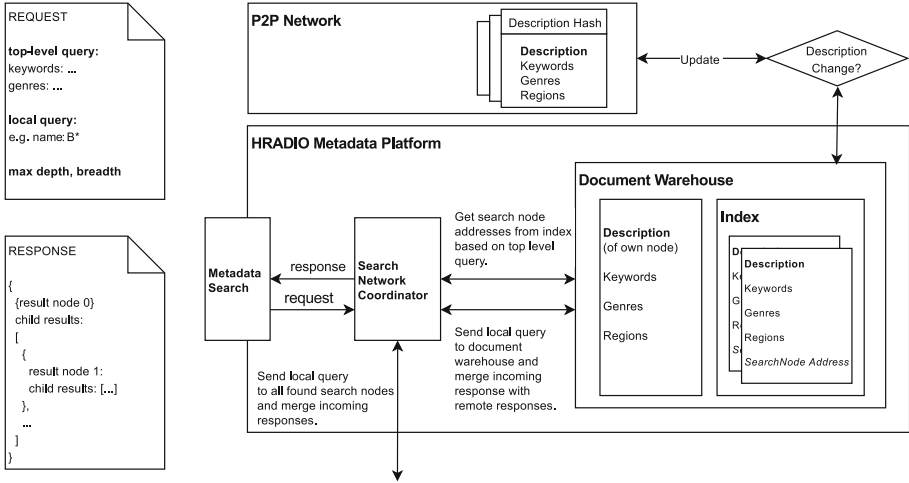 REQUEST
top-level query:
keywords: ...
genres: ...
local query:
e.g. name: B*
max depth, breadth
RESPONSE
{
{result node 0}
child results:
[
{
result node 1:
child results: [...]
},
...
]
}
P2P Network
Description Hash
Description
Keywords
Genres
Regions
Update
Description
Change?
HRADIO Metadata Platform
Metadata
Search
response
request
Search
Network
Coordinator
Get search node
addresses from index
based on top level
query.
Send local query
to document
warehouse and
merge incoming
response with
remote responses.
Send local query
to all found search nodes
and merge incoming
responses.
Document Warehouse
Description
(of own node)
Keywords
Genres
Regions
Index
Description
Keywords
Genres
Regions
SearchNode Address